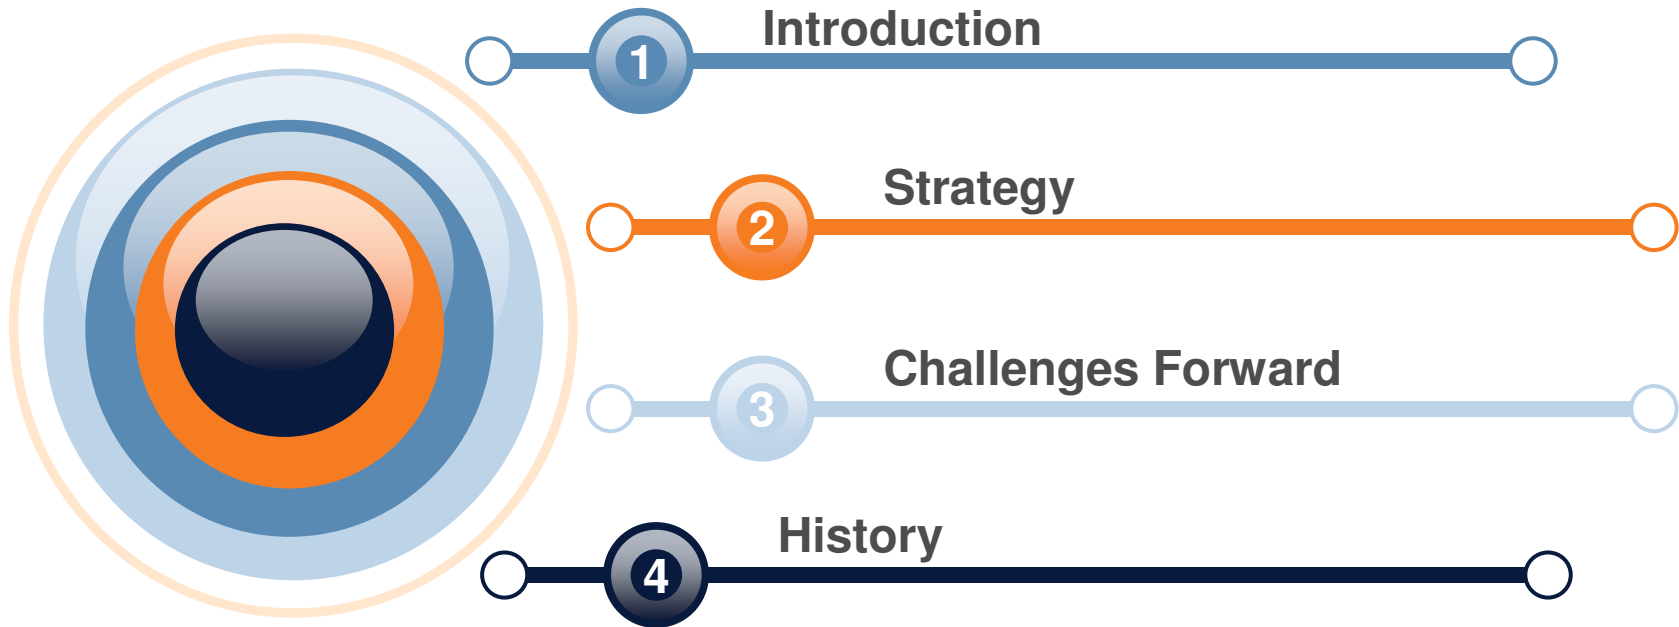 1 Introduction
2 Strategy
3 Challenges Forward
4 History